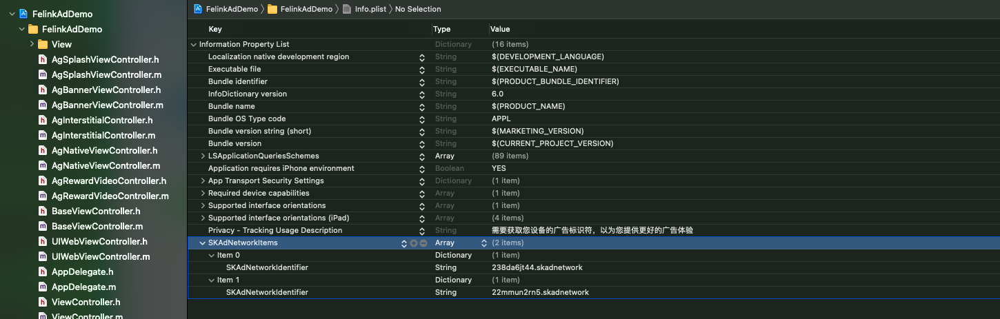 FelinkAdDemo
FelinkAdDemo
View
AgSplashViewController.h
AgSplashViewController.m
AgBannerViewController.h
AgBannerViewController.m
AgInterstitialController.h
AgInterstitialController.m
AgNativeViewController.h
AgNativeViewController.m
AgRewardVideoController.h
AgRewardVideoController.m
BaseViewController.h
BaseViewController.m
UIWebViewController.h
UIWebViewController.m
AppDelegate.h
AppDelegate.m
ViewController.h
ViewController.m
FelinkAdDemo FelinkAdDemo Info.plist No Selection
Key Type Value
Information Property List Dictionary (16 items)
Localization native development region String $(DEVELOPMENT_LANGUAGE)
Executable file String $(EXECUTABLE_NAME)
Bundle identifier String $(PRODUCT_BUNDLE_IDENTIFIER)
InfoDictionary version String 6.0
Bundle name String $(PRODUCT_NAME)
Bundle OS Type code String APPL
Bundle version string (short) String $(MARKETING_VERSION)
Bundle version String $(CURRENT_PROJECT_VERSION)
LSApplicationQueriesSchemes Array (89 items)
Application requires iPhone environment Boolean YES
App Transport Security Settings Dictionary (1 item)
Required device capabilities Array (1 item)
Supported interface orientations Array (1 item)
Supported interface orientations (iPad) Array (4 items)
Privacy - Tracking Usage Description String 需要获取您设备的广告标识符，以为您提供更好的广告体验
SKAdNetworkItems Array (2 items)
Item 0 Dictionary (1 item)
SKAdNetworkIdentifier String 238da6jt44.skadnetwork
Item 1 Dictionary (1 item)
SKAdNetworkIdentifier String 22mmun2rn5.skadnetwork